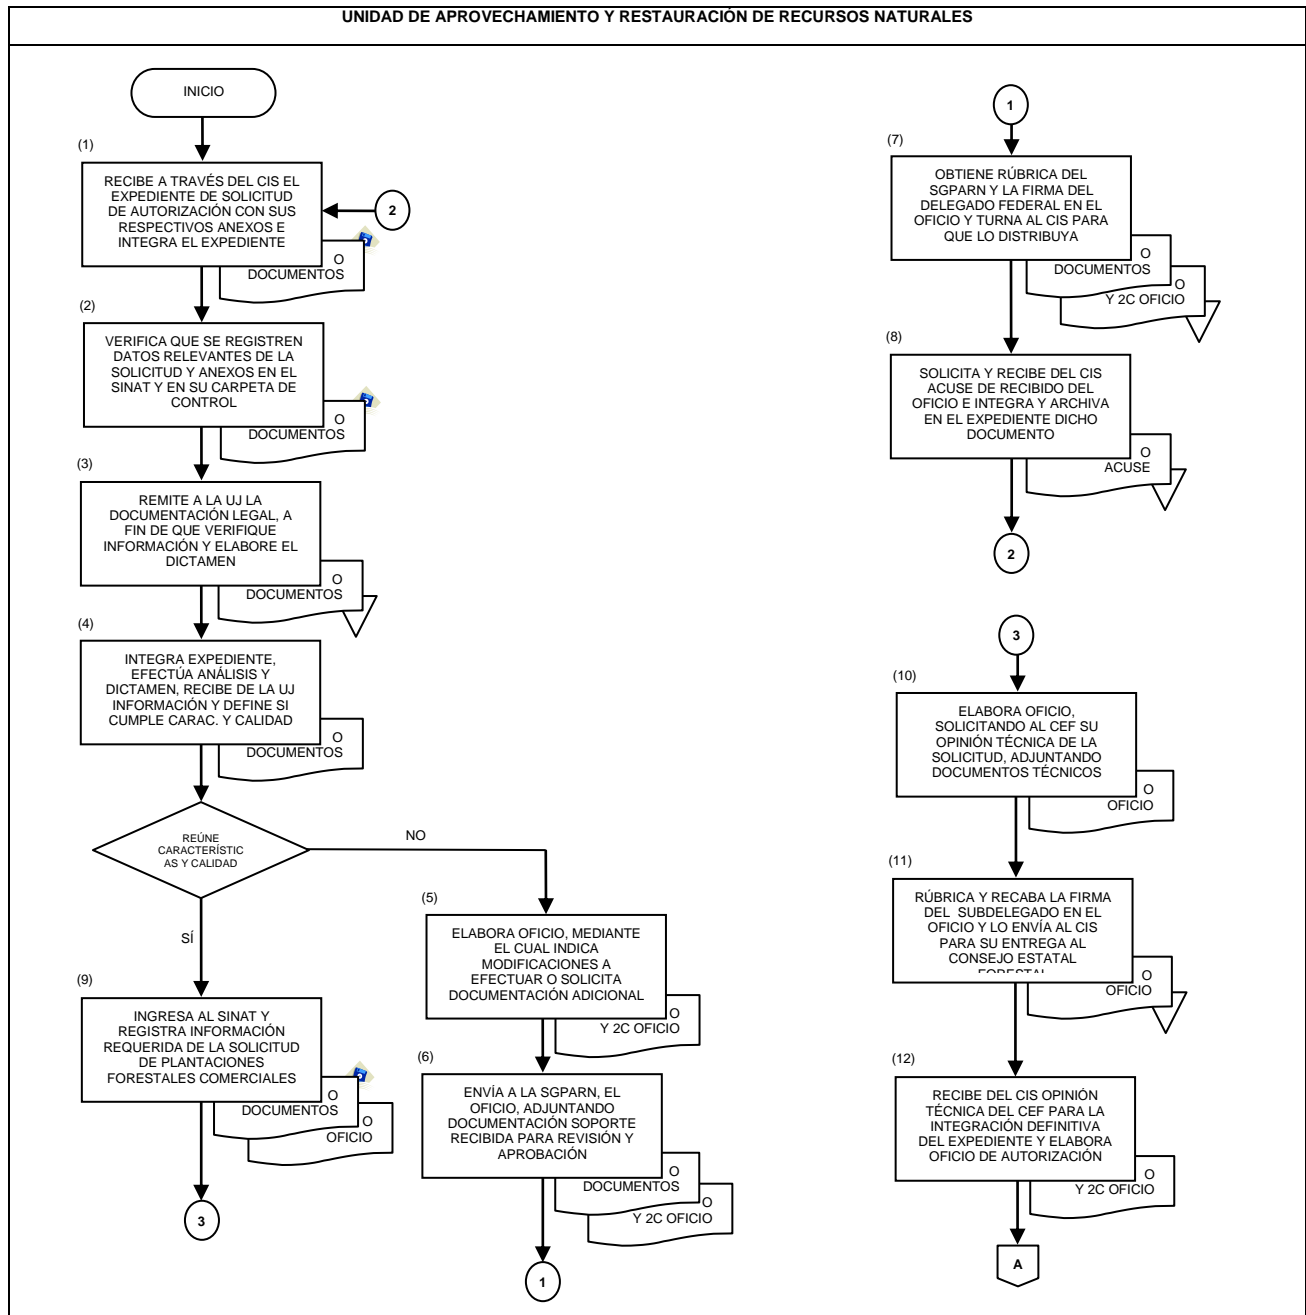 UNIDAD DE APROVECHAMIENTO Y RESTAURACIÓN DE RECURSOS NATURALES
INICIO
(1)
RECIBE A TRAVÉS DEL CIS EL
EXPEDIENTE DE SOLICITUD
DE AUTORIZACIÓN CON SUS
RESPECTIVOS ANEXOS E
INTEGRA EL EXPEDIENTE
2
O
DOCUMENTOS
(2)
VERIFICA QUE SE REGISTREN
DATOS RELEVANTES DE LA
SOLICITUD Y ANEXOS EN EL
SINAT Y EN SU CARPETA DE
CONTROL
O
DOCUMENTOS
(3)
REMITE A LA UJ LA
DOCUMENTACIÓN LEGAL, A
FIN DE QUE VERIFIQUE
INFORMACIÓN Y ELABORE EL
DICTAMEN
O
DOCUMENTOS
(4)
INTEGRA EXPEDIENTE,
EFECTÚA ANÁLISIS Y
DICTAMEN, RECIBE DE LA UJ
INFORMACIÓN Y DEFINE SI
CUMPLE CARAC. Y CALIDAD
O
DOCUMENTOS
REÚNE
CARACTERÍSTIC
AS Y CALIDAD
NO
SÍ
(5)
ELABORA OFICIO, MEDIANTE
EL CUAL INDICA
MODIFICACIONES A
EFECTUAR O SOLICITA
DOCUMENTACIÓN ADICIONAL
O
Y 2C OFICIO
(6)
ENVÍA A LA SGPARN, EL
OFICIO, ADJUNTANDO
DOCUMENTACIÓN SOPORTE
RECIBIDA PARA REVISIÓN Y
APROBACIÓN
O
DOCUMENTOS
O
Y 2C OFICIO
1
(9)
INGRESA AL SINAT Y
REGISTRA INFORMACIÓN
REQUERIDA DE LA SOLICITUD
DE PLANTACIONES
FORESTALES COMERCIALES
O
DOCUMENTOS
O
OFICIO
3
1
(7)
OBTIENE RÚBRICA DEL
SGPARN Y LA FIRMA DEL
DELEGADO FEDERAL EN EL
OFICIO Y TURNA AL CIS PARA
QUE LO DISTRIBUYA
O
DOCUMENTOS
O
Y 2C OFICIO
(8)
SOLICITA Y RECIBE DEL CIS
ACUSE DE RECIBIDO DEL
OFICIO E INTEGRA Y ARCHIVA
EN EL EXPEDIENTE DICHO
DOCUMENTO
O
ACUSE
2
3
(10)
ELABORA OFICIO,
SOLICITANDO AL CEF SU
OPINIÓN TÉCNICA DE LA
SOLICITUD, ADJUNTANDO
DOCUMENTOS TÉCNICOS
O
OFICIO
(11)
RÚBRICA Y RECABA LA FIRMA
DEL SUBDELEGADO EN EL
OFICIO Y LO ENVÍA AL CIS
PARA SU ENTREGA AL
CONSEJO ESTATAL
FORESTAL
O
OFICIO
(12)
RECIBE DEL CIS OPINIÓN
TÉCNICA DEL CEF PARA LA
INTEGRACIÓN DEFINITIVA
DEL EXPEDIENTE Y ELABORA
OFICIO DE AUTORIZACIÓN
O
Y 2C OFICIO
A